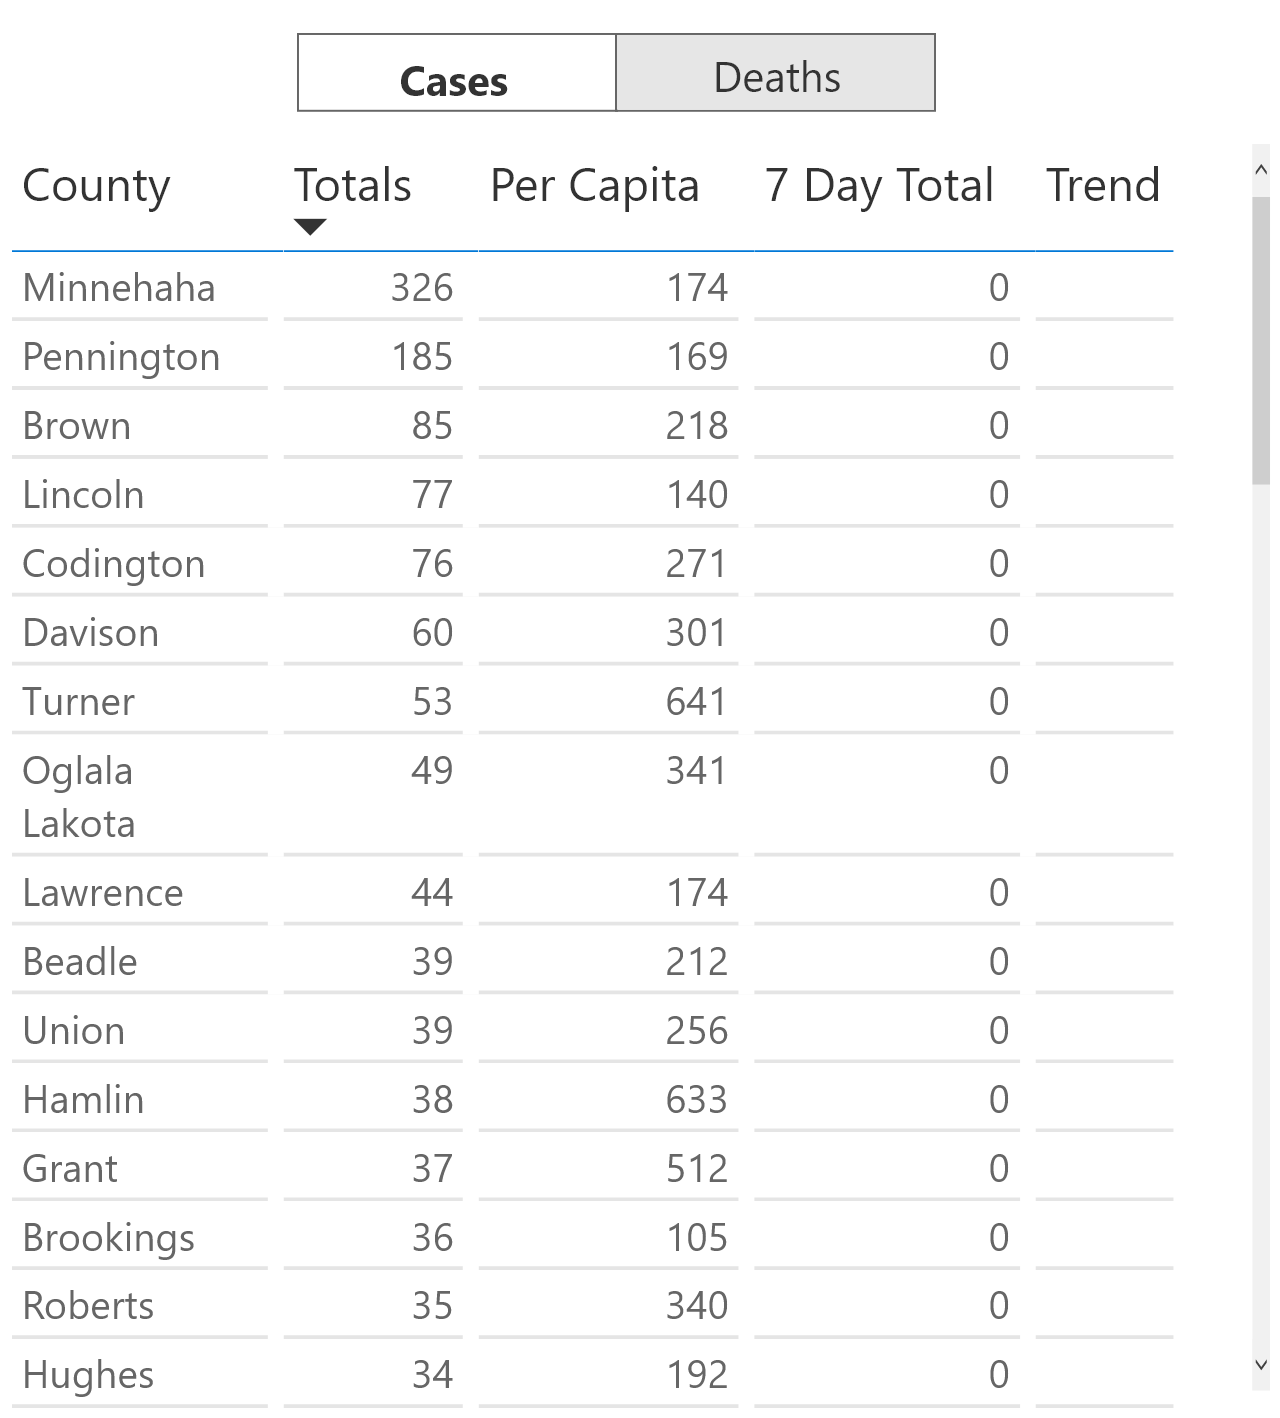 Cases Deaths
County Totals Per Capita 7 Day Total Trend
Minnehaha 326 174 0
Pennington 185 169 0
Brown 85 218 0
Lincoln 77 140 0
Codington 76 271 0
Davison 60 301 0
Turner 53 641 0
Oglala 49 341 0
Lakota
Lawrence 44 174 0
Beadle 39 212 0
Union 39 256 0
Hamlin 38 633 0
Grant 37 512 0
Brookings 36 105 0
Roberts 35 340 0
Hughes 34 192 0